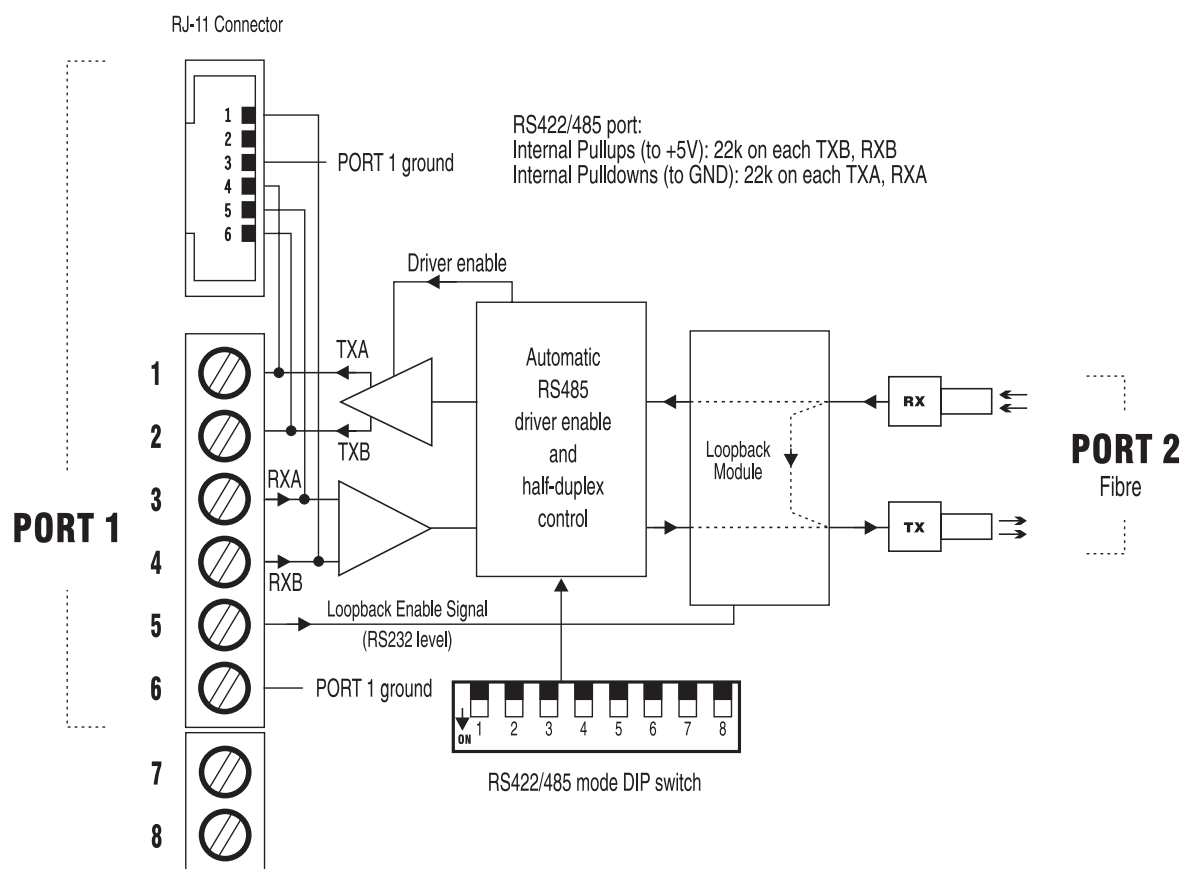 RJ-11 Connector
1
2
3
4
5
6
PORT 1 ground
RS422/485 port:
Internal Pullups (to +5V): 22k on each TXB, RXB
Internal Pulldowns (to GND): 22k on each TXA, RXA
Driver enable
PORT 1
1
2
3
4
5
6
7
8
TXA
TXB
RXA
RXB
Automatic
RS485
driver enable
and
half-duplex
control
Loopback
Module
RX
TX
PORT 2
Fibre
Loopback Enable Signal
(RS232 level)
PORT 1 ground
ON
1 2 3 4 5 6 7 8
RS422/485 mode DIP switch